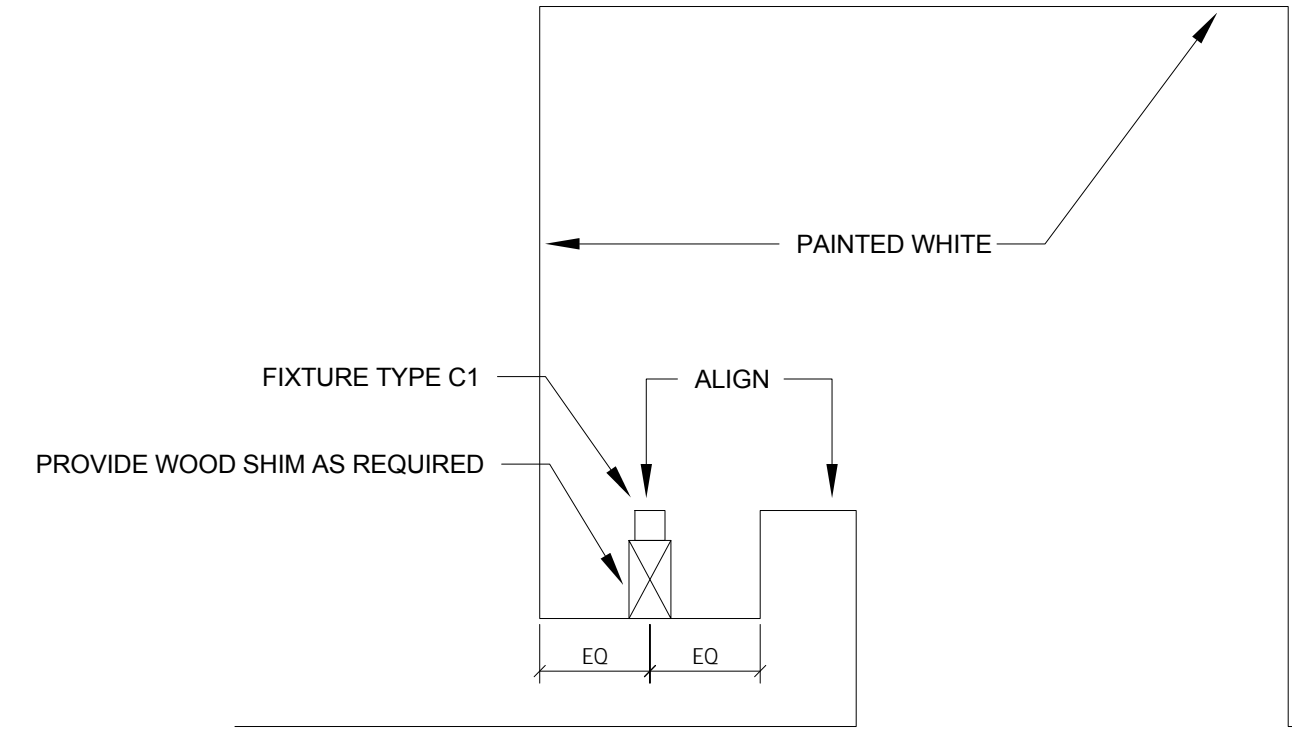 PAINTED WHITE
FIXTURE TYPE C1
ALIGN
PROVIDE WOOD SHIM AS REQUIRED
EQ
EQ